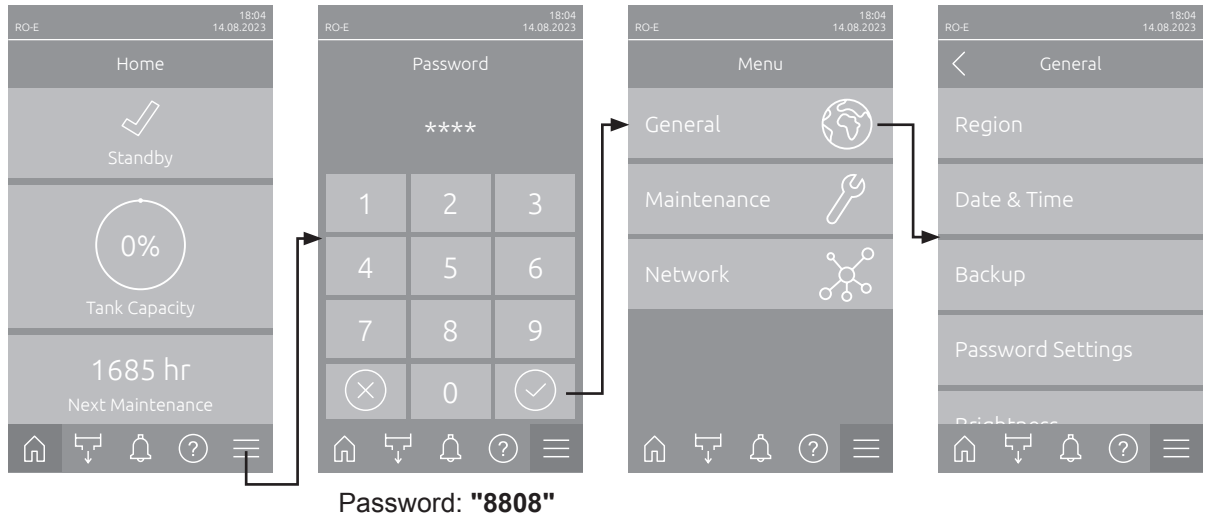 18:04
RO-E 14.08.2023
Home
Standby
0%
Tank Capacity
1685 hr
Next Maintenance
?
18:04
RO-E 14.08.2023
Password
****
1 2 3
4 5 6
7 8 9
0
?
Password: "8808"
18:04
RO-E 14.08.2023
Menu
General
Maintenance
Network
?
18:04
RO-E 14.08.2023
General
Region
Date & Time
Backup
Password Settings
Brightness
?